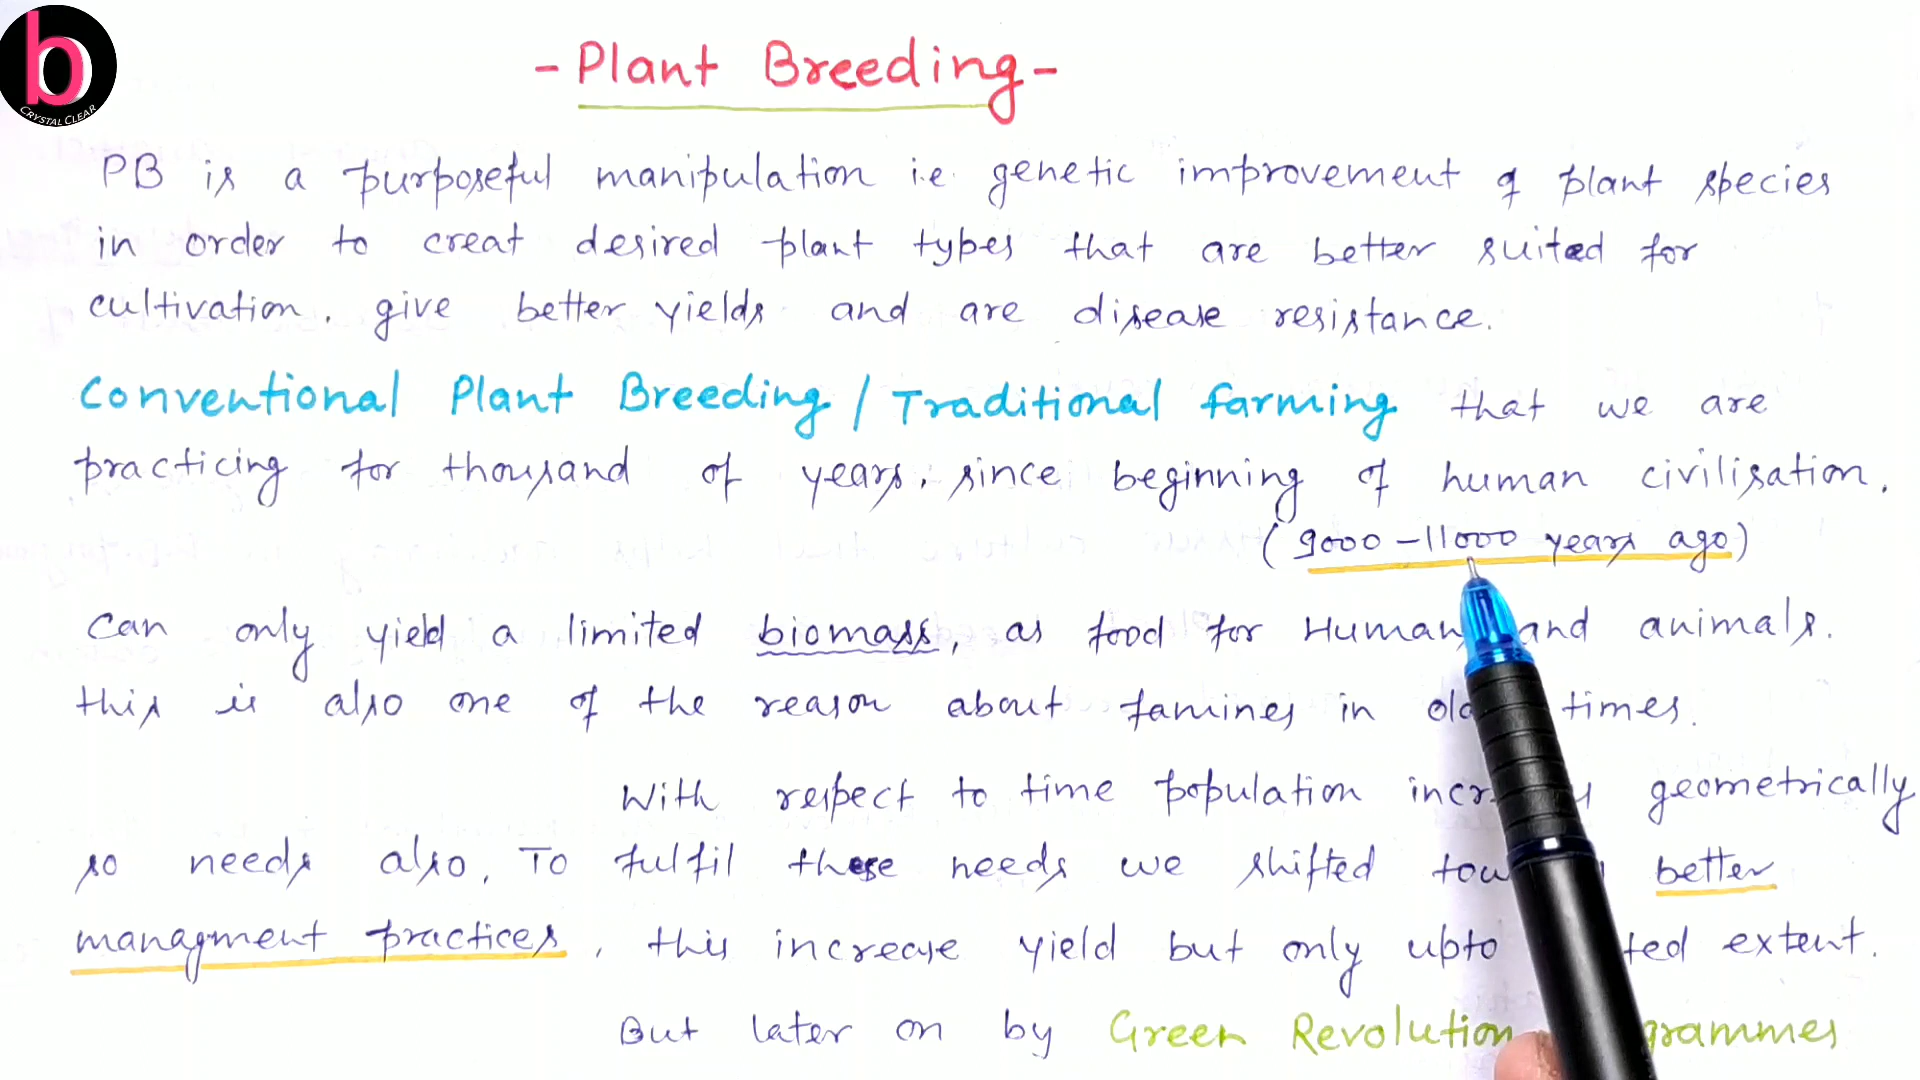 b
CRYSTAL CLEAR
- Plant Breeding -
PB is a purposeful manipulation i.e. genetic improvement of plant species
in order to creat desired plant types that are better suited for
cultivation, give better yields and are disease resistance.
Conventional Plant Breeding / Traditional farming that we are
practicing for thousand of years, since beginning of human civilisation.
(9000 - 11000 years ago)
Can only yield a limited biomass, as food for Humans and animals.
this is also one of the reason about famines in old times.
With respect to time population geometrically
so needs also. To fulfil these needs we shifted better
managment practices, this increase yield but only upto extent.
But later on by Green Revolution